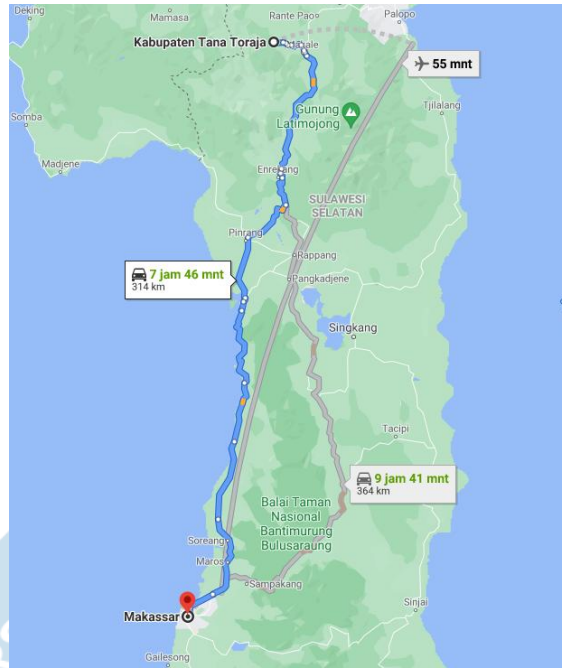 Deking
Mamasa
Rante Pao
Palopo
Kabupaten Tana Toraja
55 mnt
Gunung
Latimojong
Tjilalang
Somba
Madjene
Enrekang
SULAWESI
SELATAN
Pinrang
Rappang
7 jam 46 mnt
314 km
Pangkadjene
Singkang
Tacipi
9 jam 41 mnt
364 km
Balai Taman
Nasional
Bantimurung
Bulusaraung
Soreang
Maros
Sampakang
Makassar
Sinjai
Gailesong